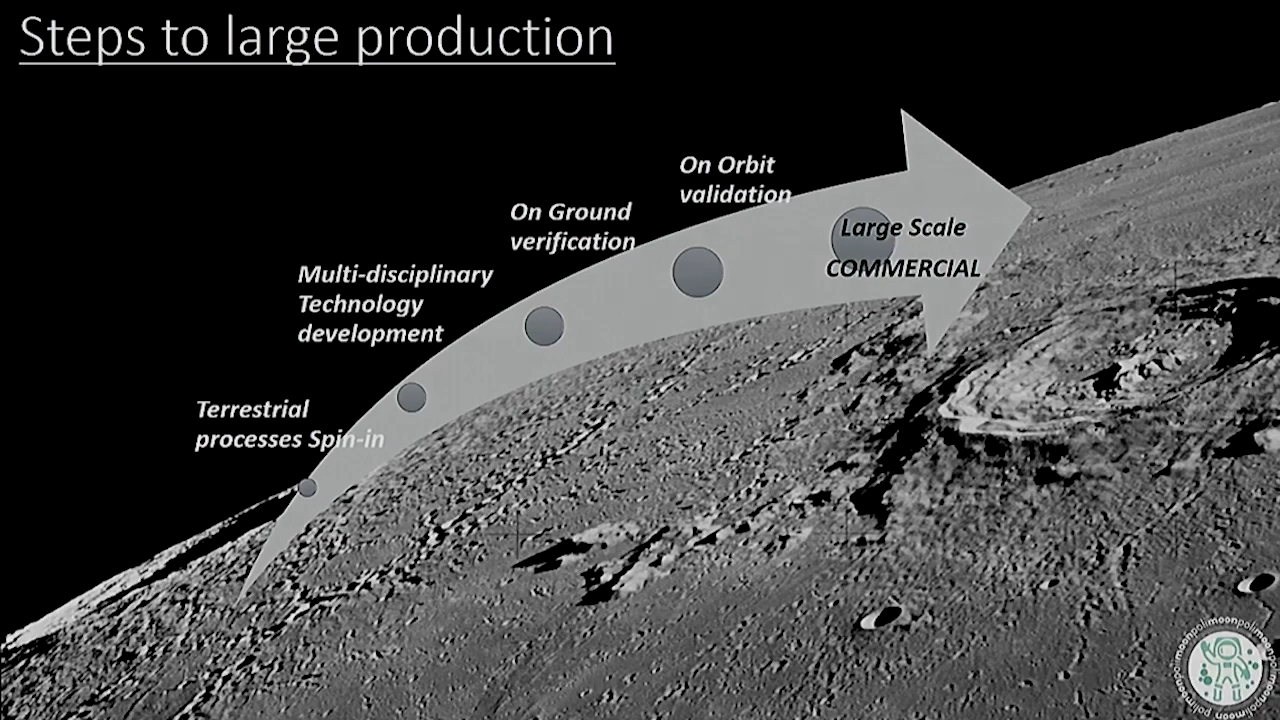 Steps to large production
On Orbit
validation
On Ground
verification
Large Scale
COMMERCIAL
Multi-disciplinary
Technology
development
Terrestrial
processes Spin-in
polimoonpolimoonpolimoonpolimoon